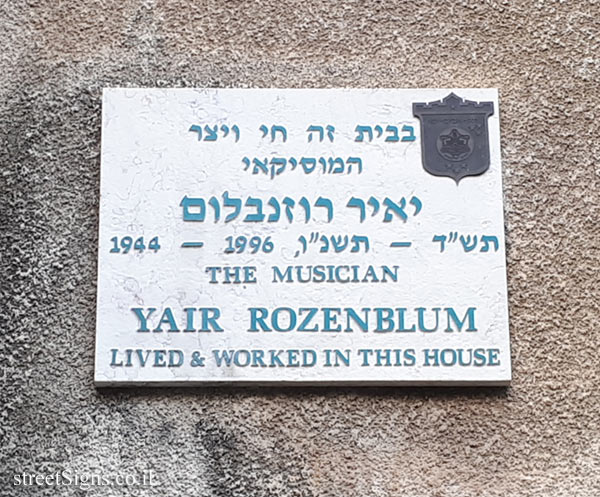 בבית זה חי ויצר
המוסיקאי
יאיר רוזנבלום
תש"ד – תשנ"ו, 1996 – 1944
THE MUSICIAN
YAIR ROZENBLUM
LIVED & WORKED IN THIS HOUSE
streetSigns.co.iL